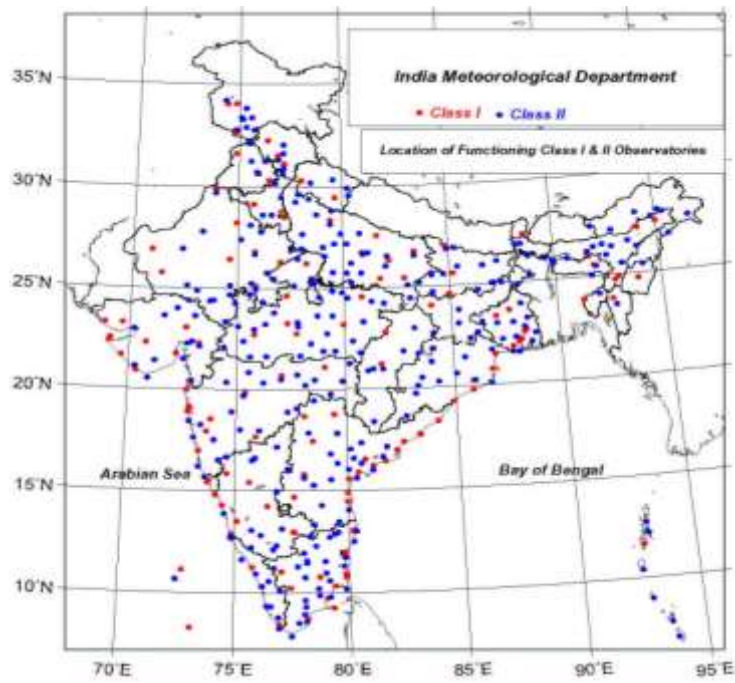 India Meteorological Department
Class I Class II
Location of Functioning Class I & II Observatories
35°N
30°N
25°N
20°N
15°N
10°N
Arabian Sea
Bay of Bengal
70°E 75°E 80°E 85°E 90°E 95°E